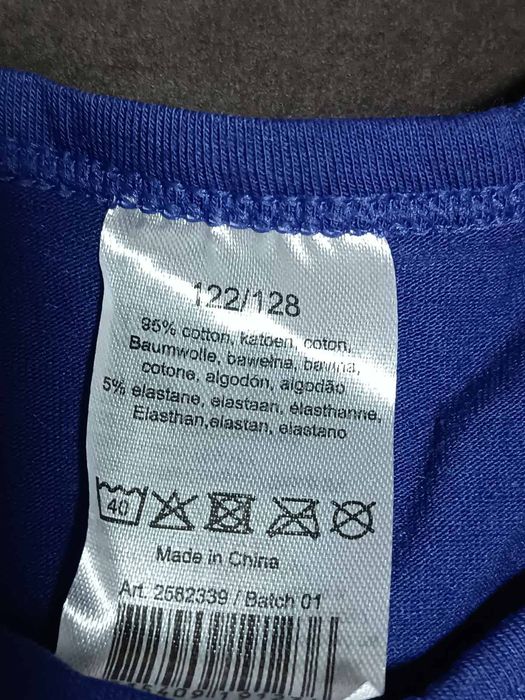 122/128
95% cotton, katoen, coton,
Baumwolle, bawełna, bavlna,
cotone, algodón, algodão
5% elastane, elastaan, élasthanne,
Elasthan,elastan, elastano
40
Made in China
Art. 2582339 / Batch 01